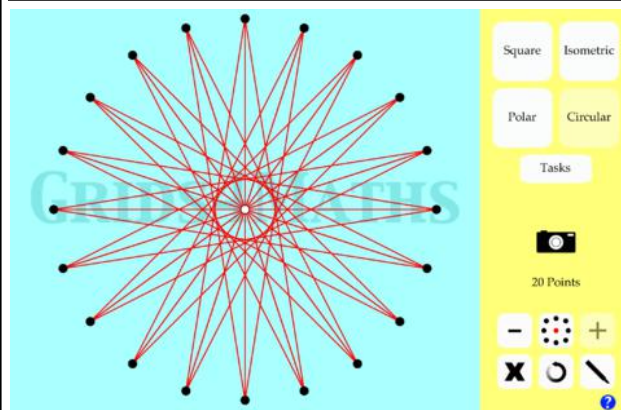 Square
Isometric
Polar
Circular
Tasks
20 Points
?